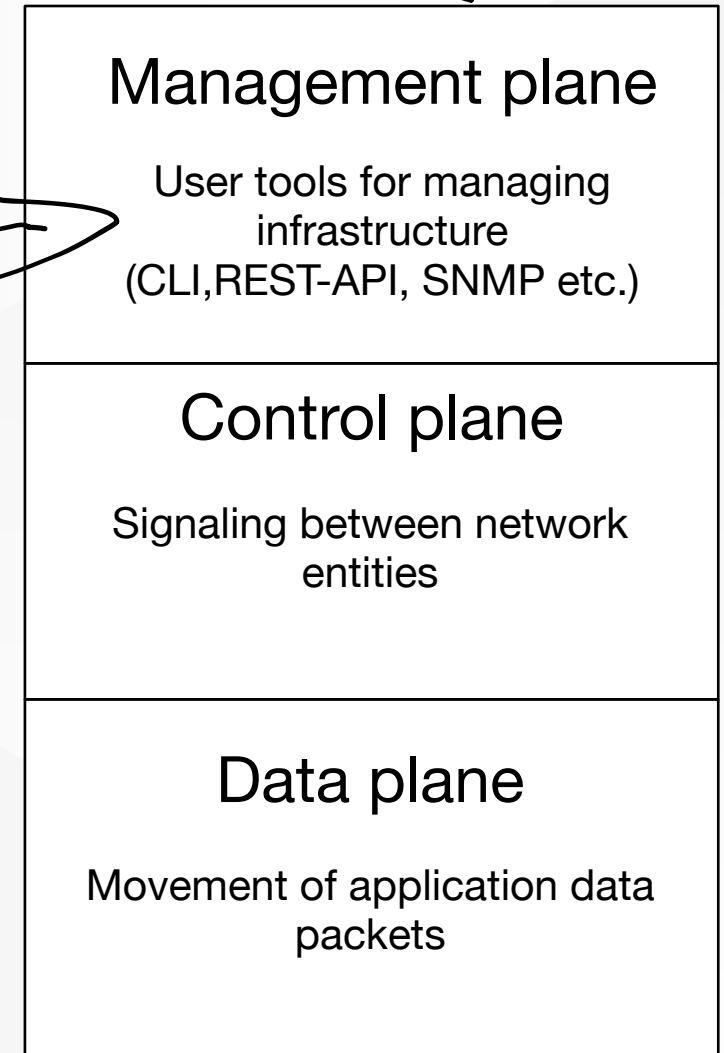 Management plane
User tools for managing
infrastructure
(CLI,REST-API, SNMP etc.)
Control plane
Signaling between network
entities
Data plane
Movement of application data
packets